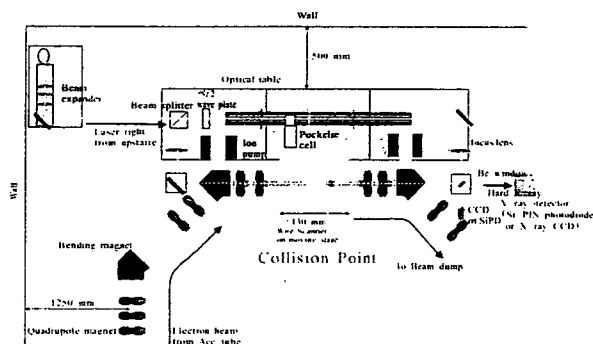 Wall
500 mm
Optical table
Beam
expander
Beam splitter
wave plate
Laser light
from upstairs
Ion
pump
Pockelse
cell
focus lens
Be window
Hard X-ray
X ray detector
(Si PIN photodiode
or X ray CCD)
CCD
or SiPD
Wall
130 mm
Wire Scanner
on moving stage
Collision Point
To Beam dump
Bending magnet
1250 mm
Quadrupole magnet
Electron beam
from Acc tube